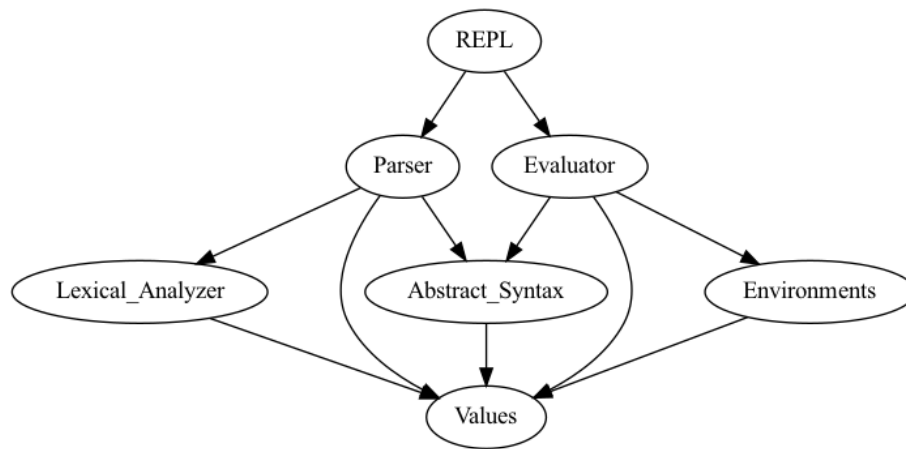 REPL
Parser
Evaluator
Lexical_Analyzer
Abstract_Syntax
Environments
Values